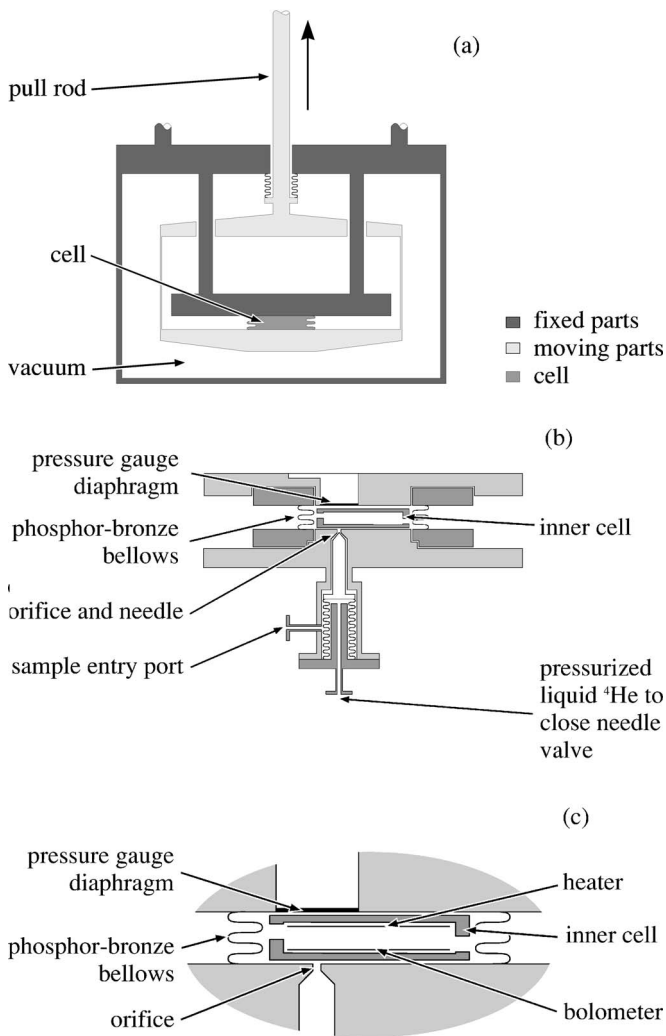 (a)
pull rod
cell
vacuum
fixed parts
moving parts
cell
(b)
pressure gauge
diaphragm
phosphor-bronze
bellows
inner cell
orifice and needle
sample entry port
pressurized
liquid ⁴He to
close needle
valve
(c)
pressure gauge
diaphragm
heater
phosphor-bronze
bellows
inner cell
orifice
bolometer